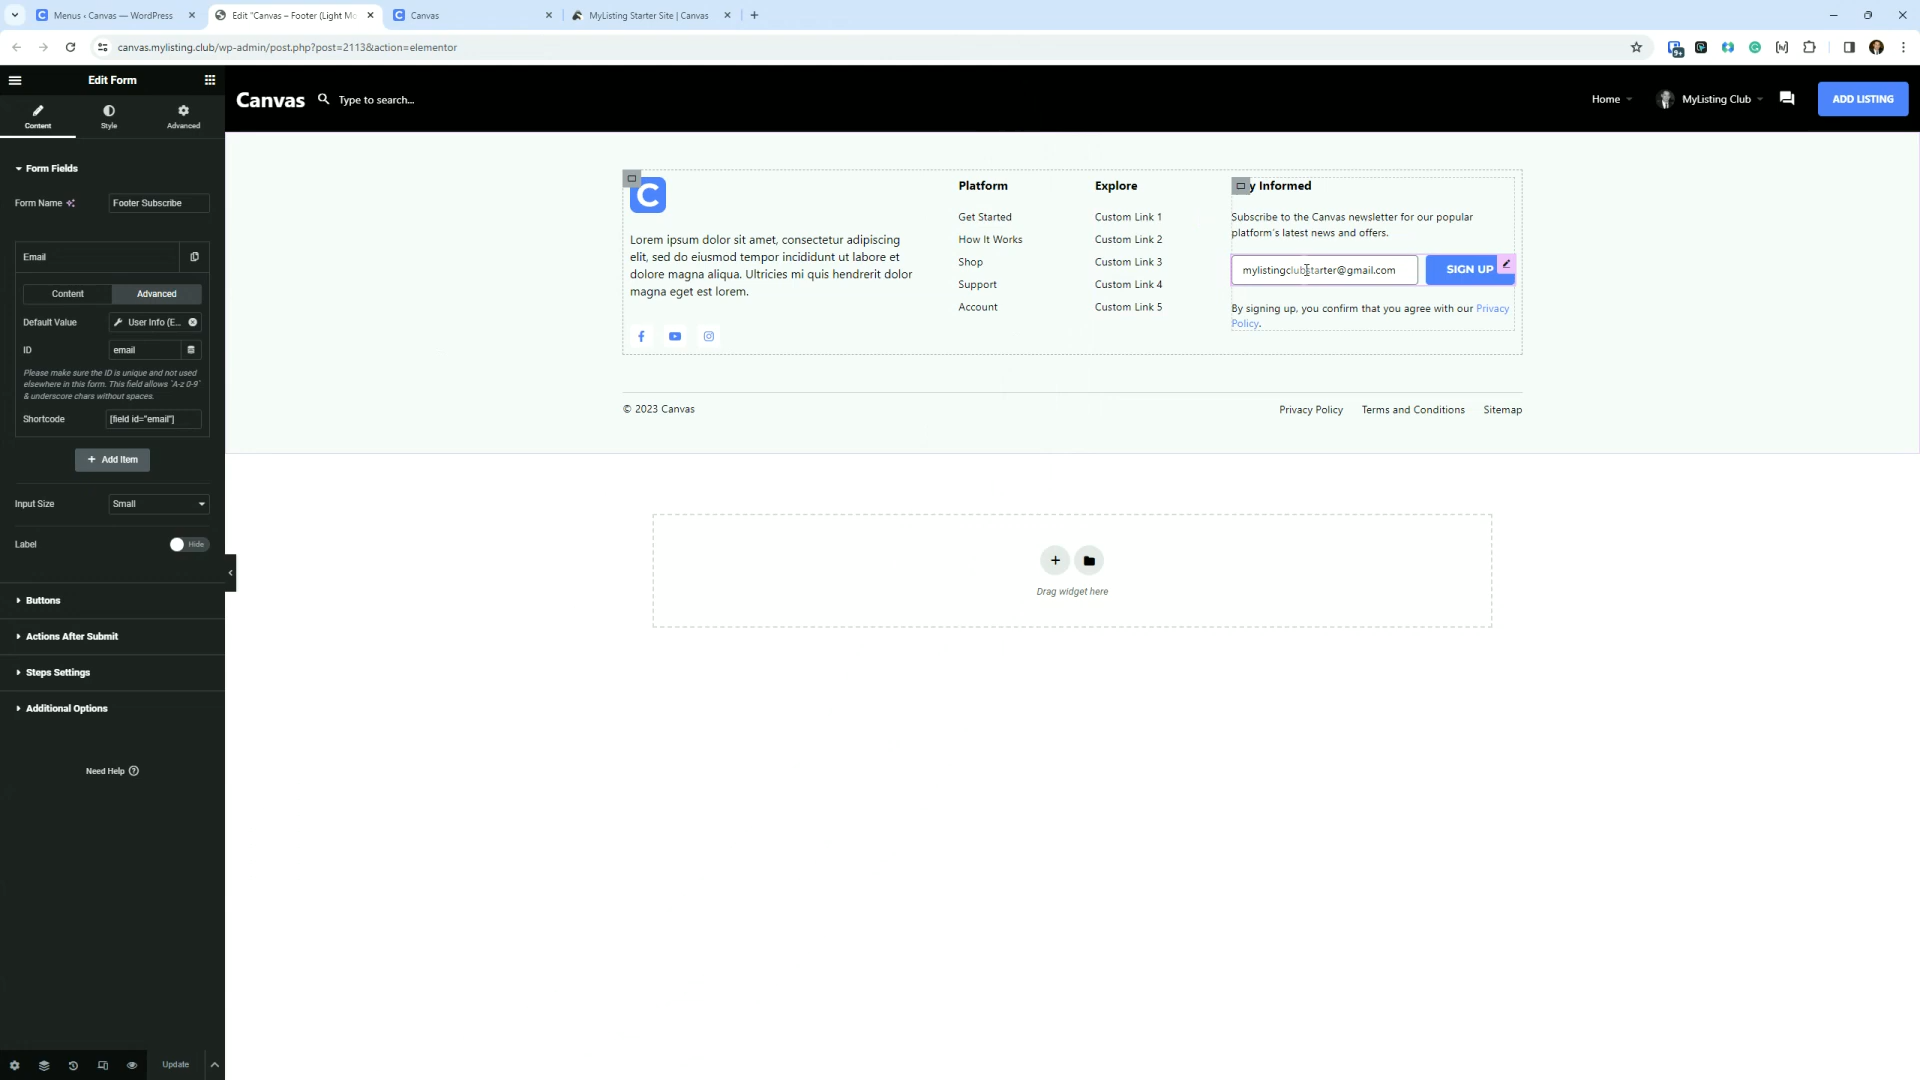 Menus ‹ Canvas — WordPress
Edit "Canvas – Footer (Light Mo
Canvas
MyListing Starter Site | Canvas
canvas.mylisting.club/wp-admin/post.php?post=2113&action=elementor
9+
Edit Form
Content
Style
Advanced
Form Fields
Form Name
Footer Subscribe
Email
Content
Advanced
Default Value
User Info (E...
ID
email
Please make sure the ID is unique and not used
elsewhere in this form. This field allows `A-z 0-9`
& underscore chars without spaces.
Shortcode
[field id="email"]
Add Item
Input Size
Small
Label
Hide
Buttons
Actions After Submit
Steps Settings
Additional Options
Need Help
Update
Canvas
Type to search...
Home
MyListing Club
ADD LISTING
C
Lorem ipsum dolor sit amet, consectetur adipiscing
elit, sed do eiusmod tempor incididunt ut labore et
dolore magna aliqua. Ultricies mi quis hendrerit dolor
magna eget est lorem.
Platform
Get Started
How It Works
Shop
Support
Account
Explore
Custom Link 1
Custom Link 2
Custom Link 3
Custom Link 4
Custom Link 5
y Informed
Subscribe to the Canvas newsletter for our popular
platform's latest news and offers.
mylistingclubstarter@gmail.com
SIGN UP
By signing up, you confirm that you agree with our Privacy
Policy.
© 2023 Canvas
Privacy Policy
Terms and Conditions
Sitemap
Drag widget here